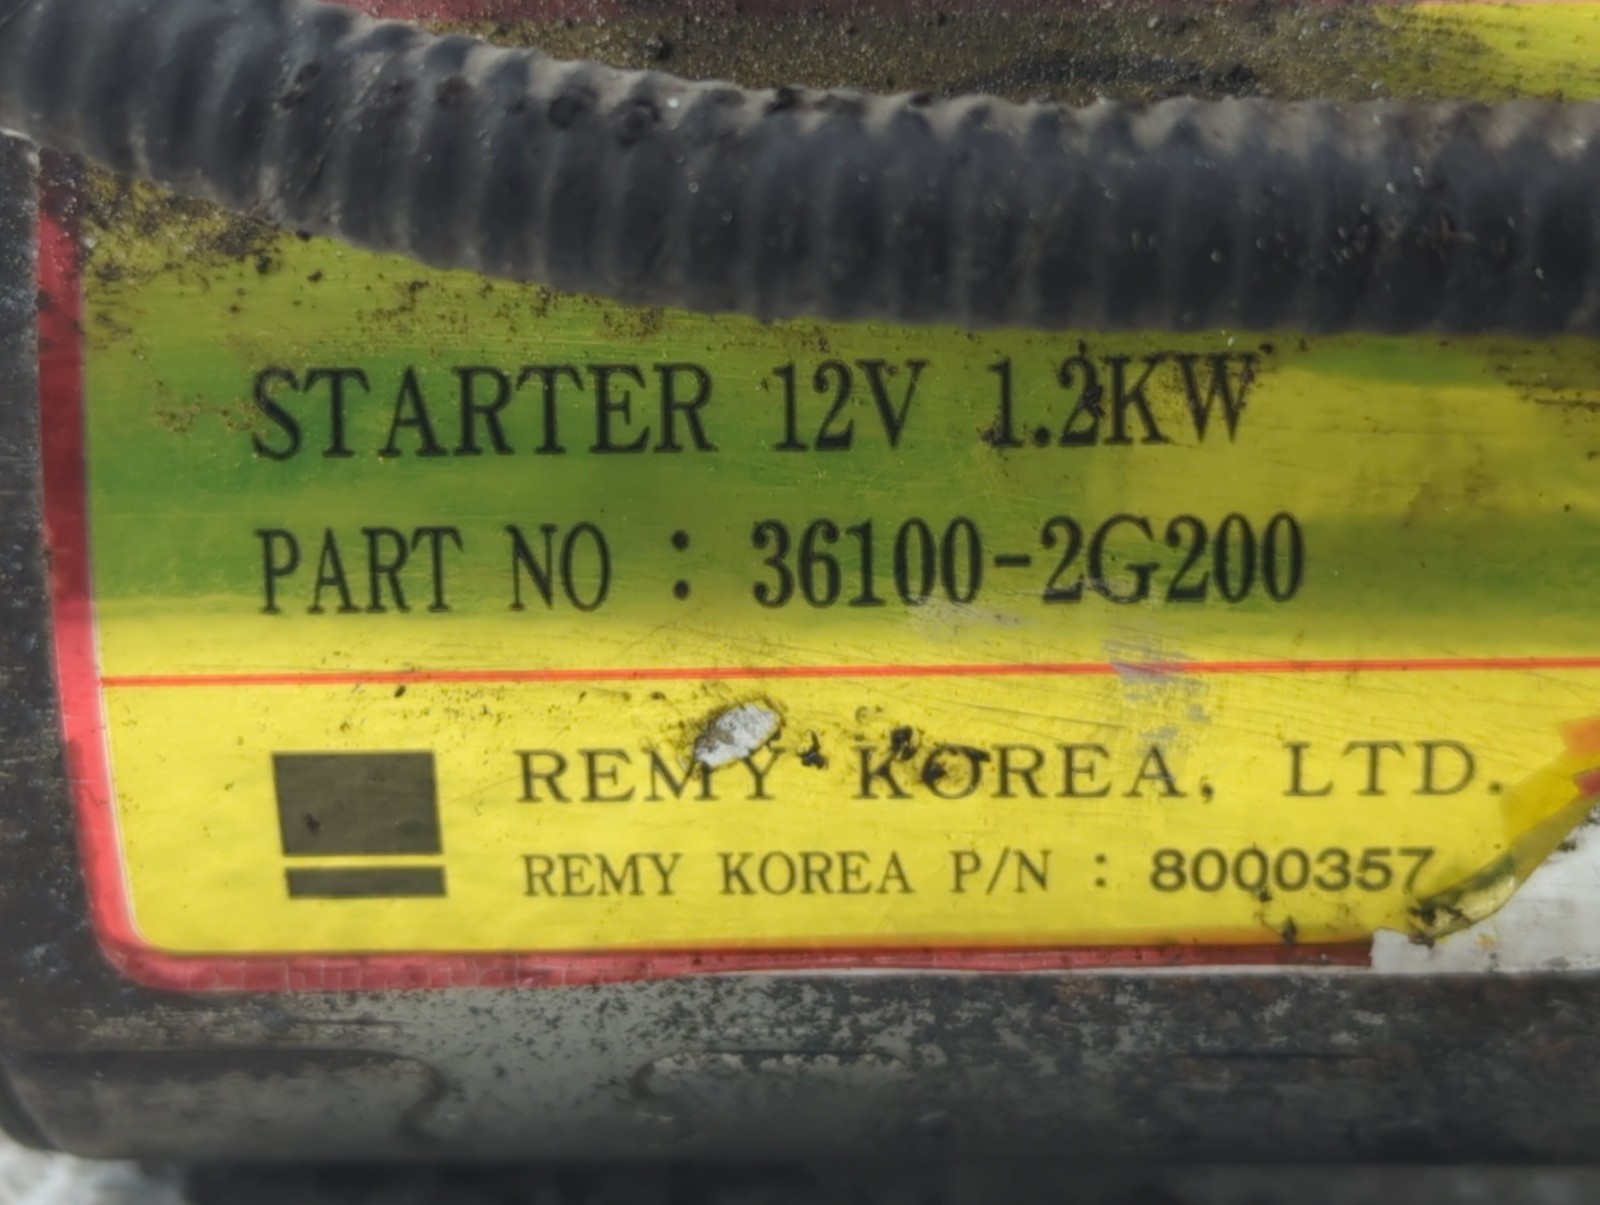 STARTER 12V 1.2KW
PART NO : 36100-2G200
REMY KOREA, LTD.
REMY KOREA P/N : 8000357